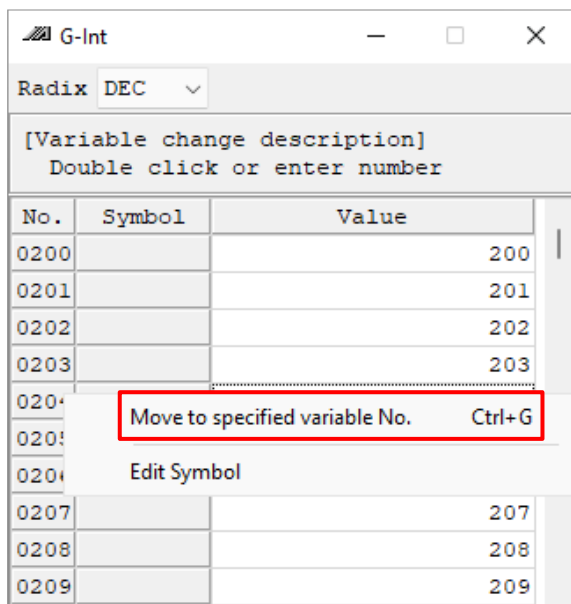 G-Int
Radix DEC
[Variable change description]
Double click or enter number
No. Symbol Value
0200 200
0201 201
0202 202
0203 203
Move to specified variable No. Ctrl+G
Edit Symbol
0207 207
0208 208
0209 209